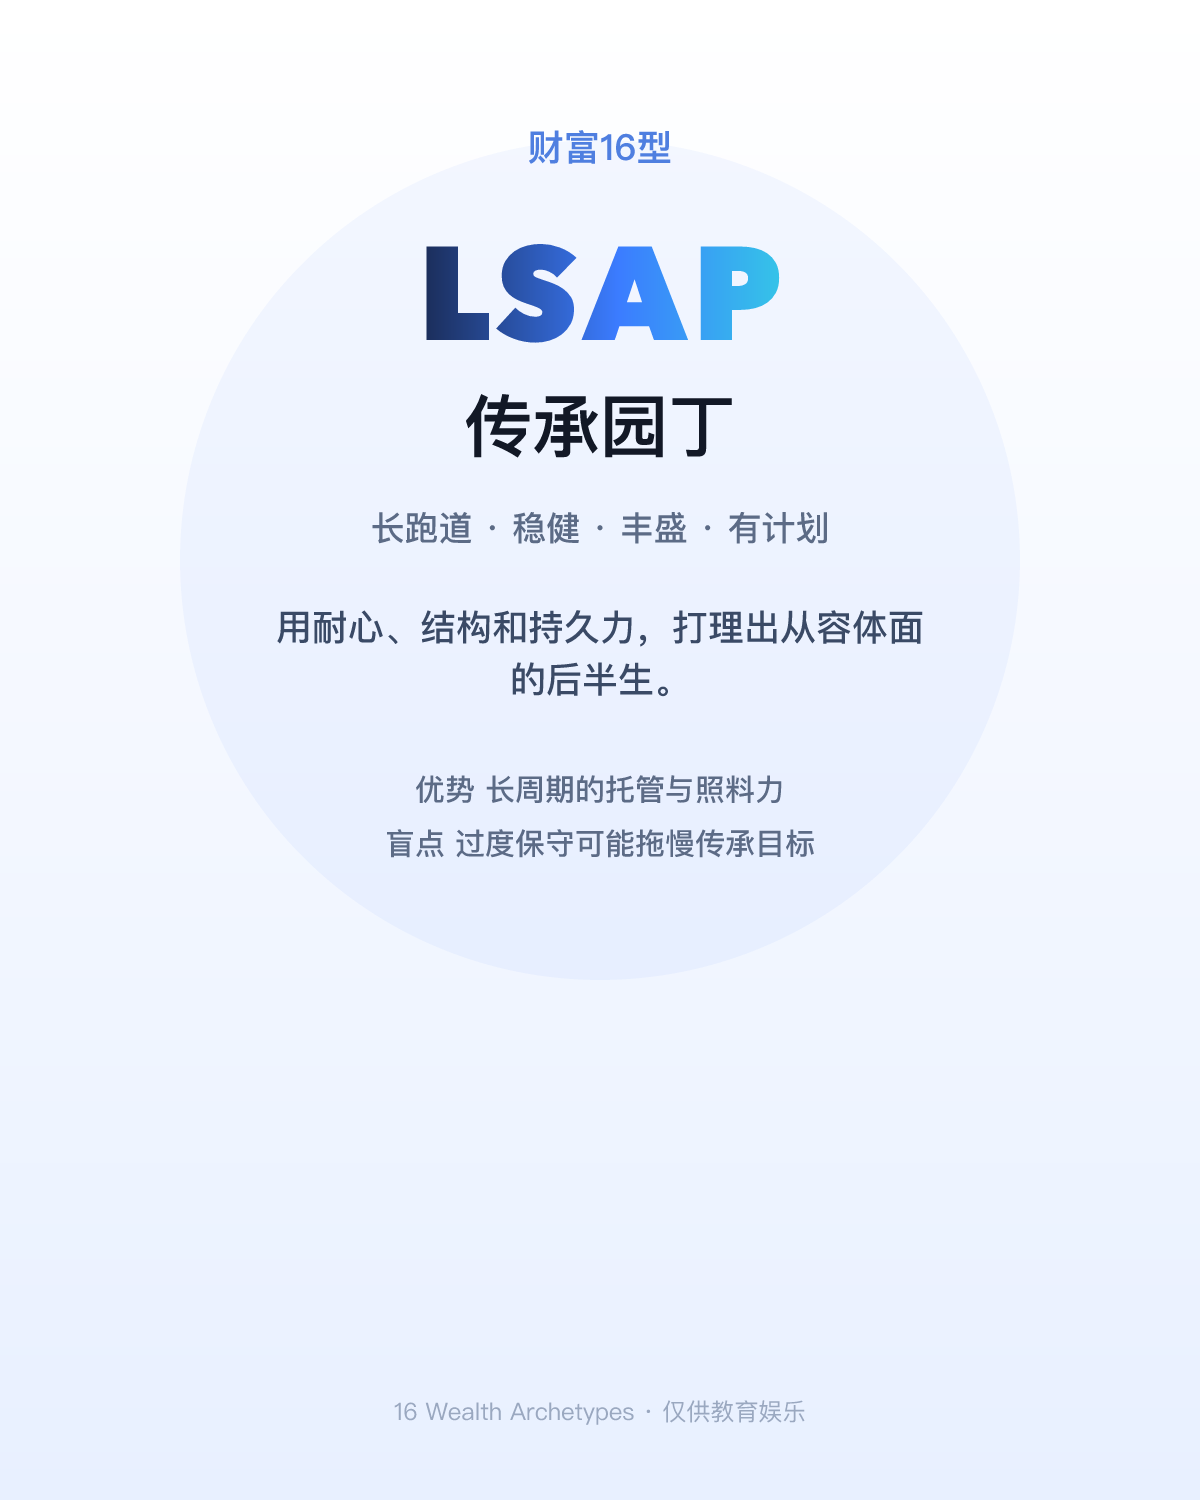 财富16型
LSAP
传承园丁
长跑道 · 稳健 · 丰盛 · 有计划
用耐心、结构和持久力，打理出从容体面
的后半生。
优势 长周期的托管与照料力
盲点 过度保守可能拖慢传承目标
16 Wealth Archetypes · 仅供教育娱乐